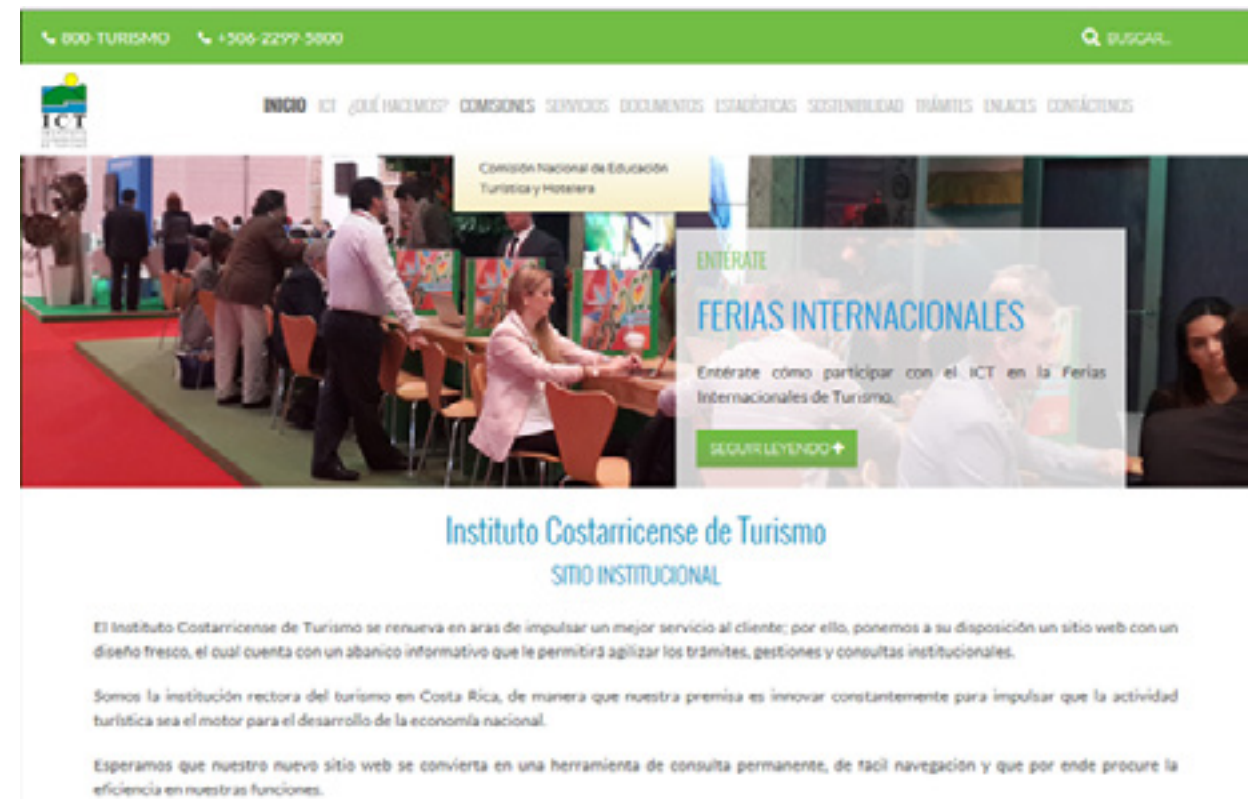 800-TURISMO +506-2299-5800 BUSCAR...
ICT
INICIO ICT ¿QUÉ HACEMOS? COMISIONES SERVICIOS DOCUMENTOS ESTADÍSTICAS SOSTENIBILIDAD TRÁMITES ENLACES CONTÁCTENOS
Comisión Nacional de Educación
Turística y Hotelera
ENTÉRATE
FERIAS INTERNACIONALES
Entérate cómo participar con el ICT en la Ferias
Internacionales de Turismo.
SEGUIR LEYENDO+
Instituto Costarricense de Turismo
SITIO INSTITUCIONAL
El Instituto Costarricense de Turismo se renueva en aras de impulsar un mejor servicio al cliente; por ello, ponemos a su disposición un sitio web con un
diseño fresco, el cual cuenta con un abanico informativo que le permitirá agilizar los trámites, gestiones y consultas institucionales.
Somos la institución rectora del turismo en Costa Rica, de manera que nuestra premisa es innovar constantemente para impulsar que la actividad
turística sea el motor para el desarrollo de la economía nacional.
Esperamos que nuestro nuevo sitio web se convierta en una herramienta de consulta permanente, de fácil navegación y que por ende procure la
eficiencia en nuestras funciones.